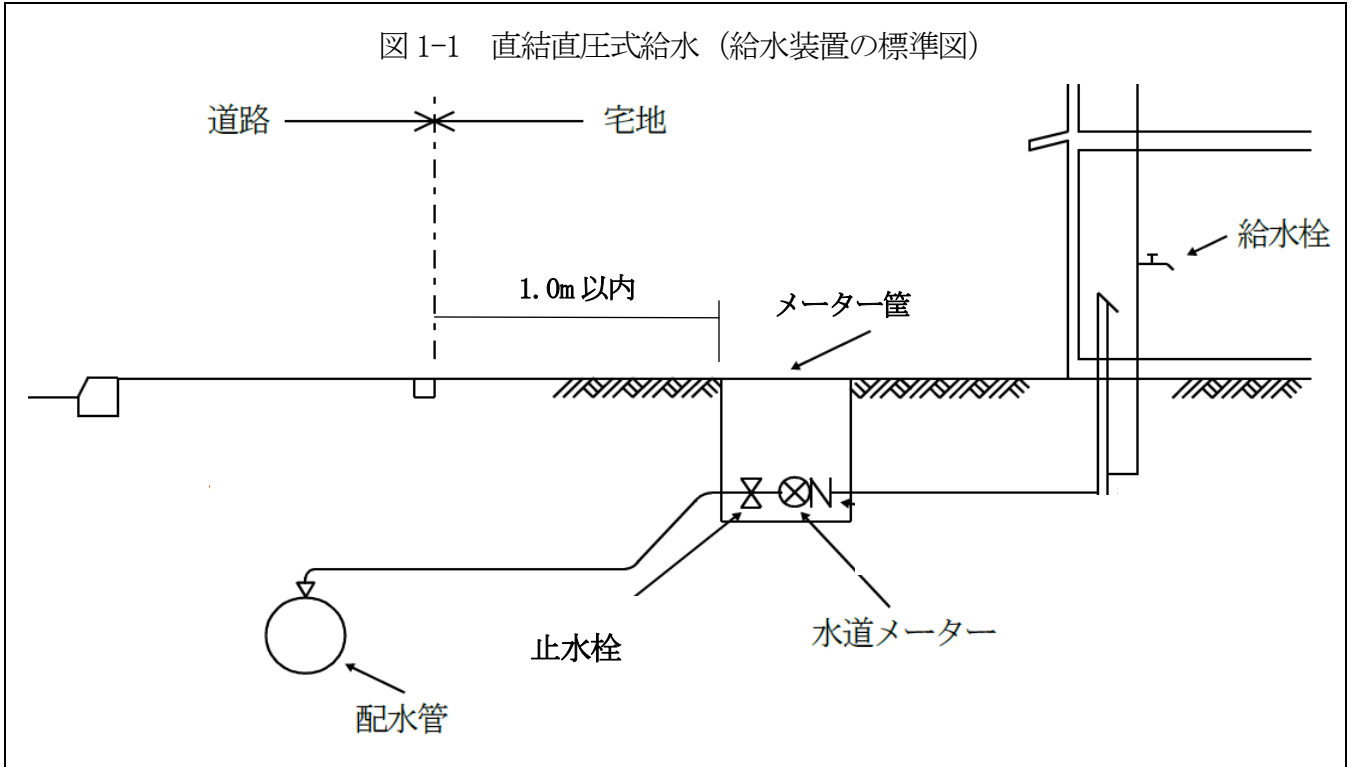 図 1-1 直結直圧式給水（給水装置の標準図）
道路
宅地
給水栓
1.0m 以内
メーター筐
止水栓
水道メーター
配水管